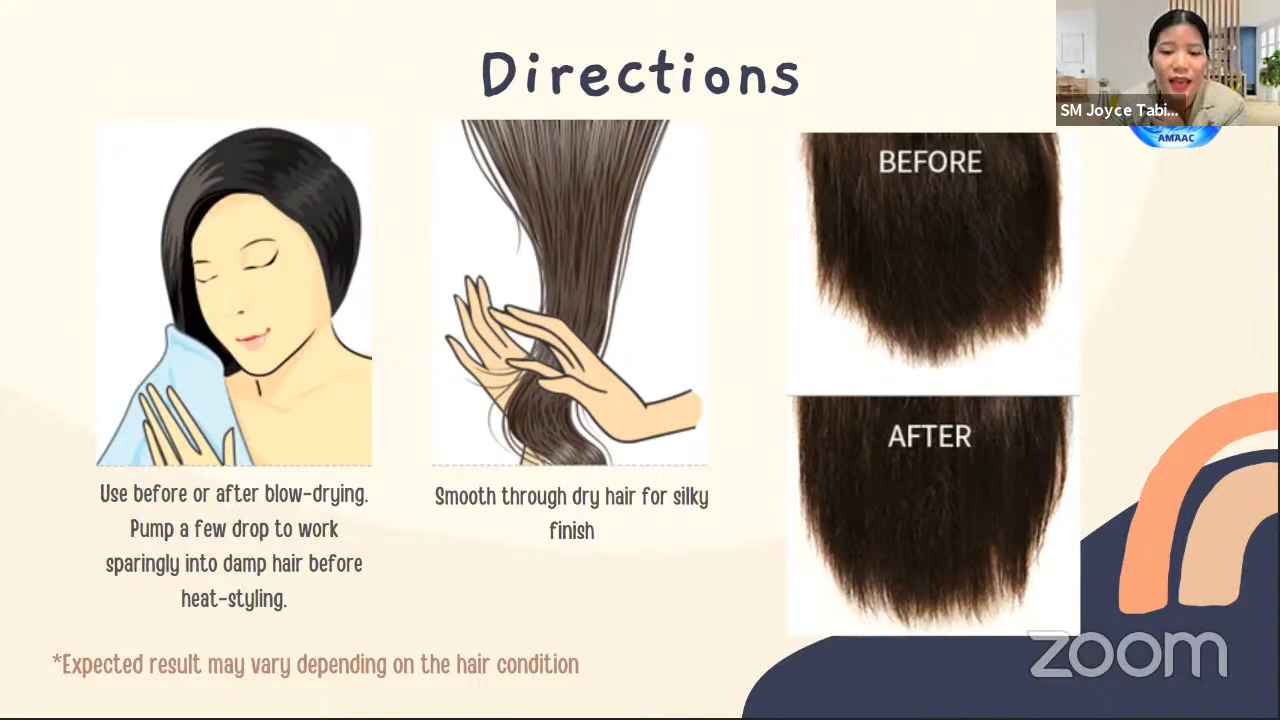 Directions
SM Joyce Tabi...
AMAAC
BEFORE
AFTER
Use before or after blow-drying.
Pump a few drop to work
sparingly into damp hair before
heat-styling.
Smooth through dry hair for silky
finish
*Expected result may vary depending on the hair condition
zoom